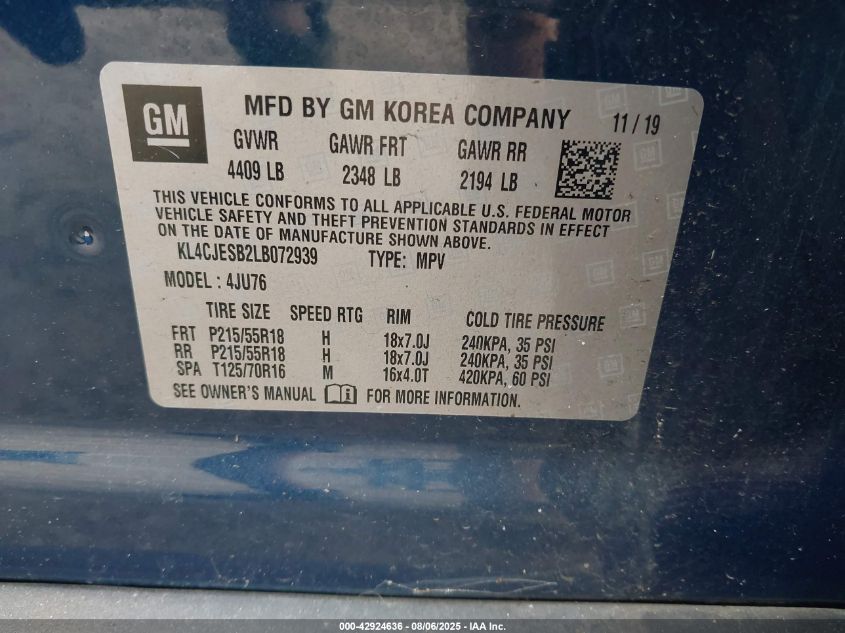 GM
MFD BY GM KOREA COMPANY 11 / 19
GVWR GAWR FRT GAWR RR
4409 LB 2348 LB 2194 LB
THIS VEHICLE CONFORMS TO ALL APPLICABLE U.S. FEDERAL MOTOR
VEHICLE SAFETY AND THEFT PREVENTION STANDARDS IN EFFECT
ON THE DATE OF MANUFACTURE SHOWN ABOVE.
KL4CJESB2LB072939 TYPE: MPV
MODEL : 4JU76
TIRE SIZE SPEED RTG RIM COLD TIRE PRESSURE
FRT P215/55R18 H 18x7.0J 240KPA, 35 PSI
RR P215/55R18 H 18x7.0J 240KPA, 35 PSI
SPA T125/70R16 M 16x4.0T 420KPA, 60 PSI
SEE OWNER'S MANUAL FOR MORE INFORMATION.
000-42924636 - 08/06/2025 - IAA Inc.